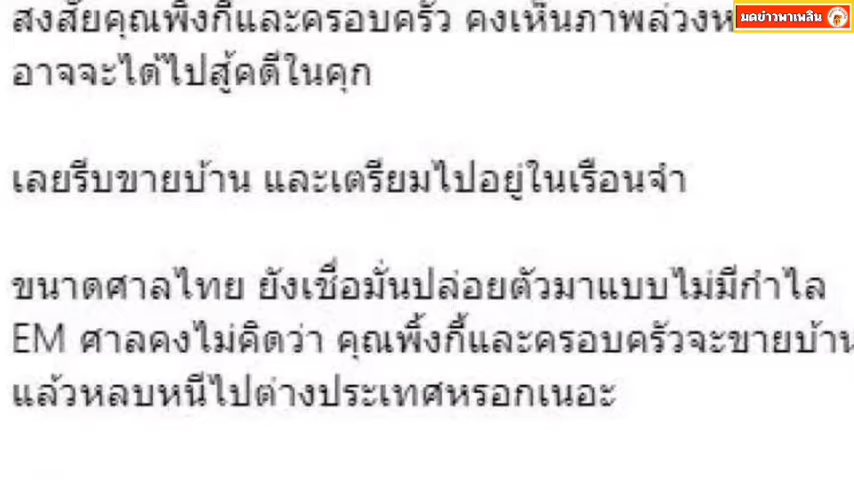 สงสัยคุณพิ้งกี้และครอบครัว คงเห็นภาพล่วงห
มดข่าวพาเพลิน
อาจจะได้ไปสู้คดีในคุก
เลยรีบขายบ้าน และเตรียมไปอยู่ในเรือนจำ
ขนาดศาลไทย ยังเชื่อมั่นปล่อยตัวมาแบบไม่มีกำไล
EM ศาลคงไม่คิดว่า คุณพิ้งกี้และครอบครัวจะขายบ้าน
แล้วหลบหนีไปต่างประเทศหรอกเนอะ